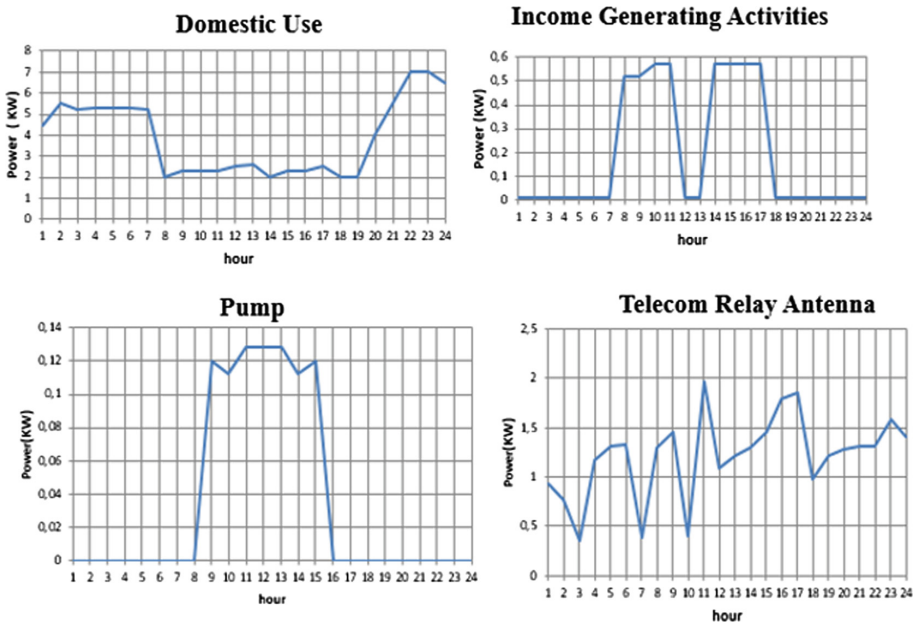 Domestic Use
8
7
6
5
4
3
2
1
0
Power ( KW)
1 2 3 4 5 6 7 8 9 10 11 12 13 14 15 16 17 18 19 20 21 22 23 24
hour
Income Generating Activities
0,6
0,5
0,4
0,3
0,2
0,1
0
Power (KW)
1 2 3 4 5 6 7 8 9 10 11 12 13 14 15 16 17 18 19 20 21 22 23 24
hour
Pump
0,14
0,12
0,1
0,08
0,06
0,04
0,02
0
Power(KW)
1 2 3 4 5 6 7 8 9 10 11 12 13 14 15 16 17 18 19 20 21 22 23 24
hour
Telecom Relay Antenna
2,5
2
1,5
1
0,5
0
Power(KW)
1 2 3 4 5 6 7 8 9 10 11 12 13 14 15 16 17 18 19 20 21 22 23 24
hour